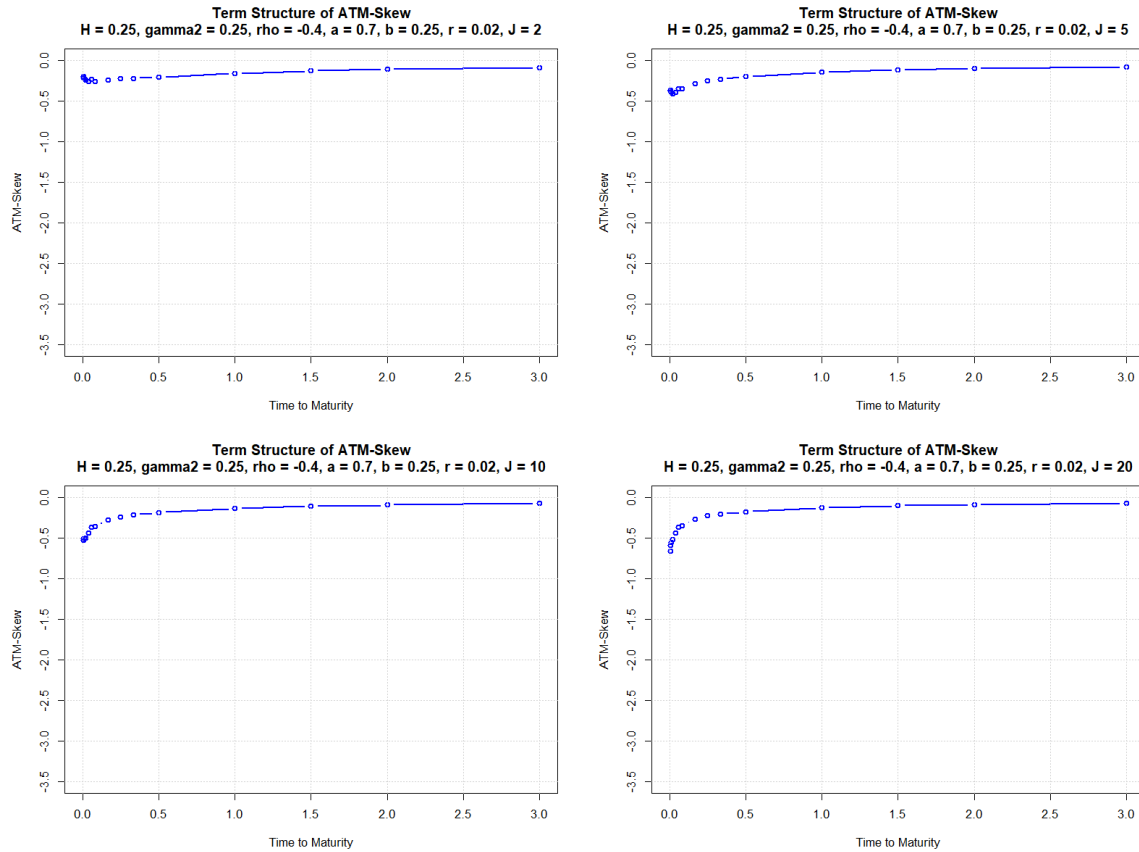 Term Structure of ATM-Skew
H = 0.25, gamma2 = 0.25, rho = -0.4, a = 0.7, b = 0.25, r = 0.02, J = 2
ATM-Skew
0.0
-0.5
-1.0
-1.5
-2.0
-2.5
-3.0
-3.5
0.0 0.5 1.0 1.5 2.0 2.5 3.0
Time to Maturity
Term Structure of ATM-Skew
H = 0.25, gamma2 = 0.25, rho = -0.4, a = 0.7, b = 0.25, r = 0.02, J = 5
ATM-Skew
0.0
-0.5
-1.0
-1.5
-2.0
-2.5
-3.0
-3.5
0.0 0.5 1.0 1.5 2.0 2.5 3.0
Time to Maturity
Term Structure of ATM-Skew
H = 0.25, gamma2 = 0.25, rho = -0.4, a = 0.7, b = 0.25, r = 0.02, J = 10
ATM-Skew
0.0
-0.5
-1.0
-1.5
-2.0
-2.5
-3.0
-3.5
0.0 0.5 1.0 1.5 2.0 2.5 3.0
Time to Maturity
Term Structure of ATM-Skew
H = 0.25, gamma2 = 0.25, rho = -0.4, a = 0.7, b = 0.25, r = 0.02, J = 20
ATM-Skew
0.0
-0.5
-1.0
-1.5
-2.0
-2.5
-3.0
-3.5
0.0 0.5 1.0 1.5 2.0 2.5 3.0
Time to Maturity